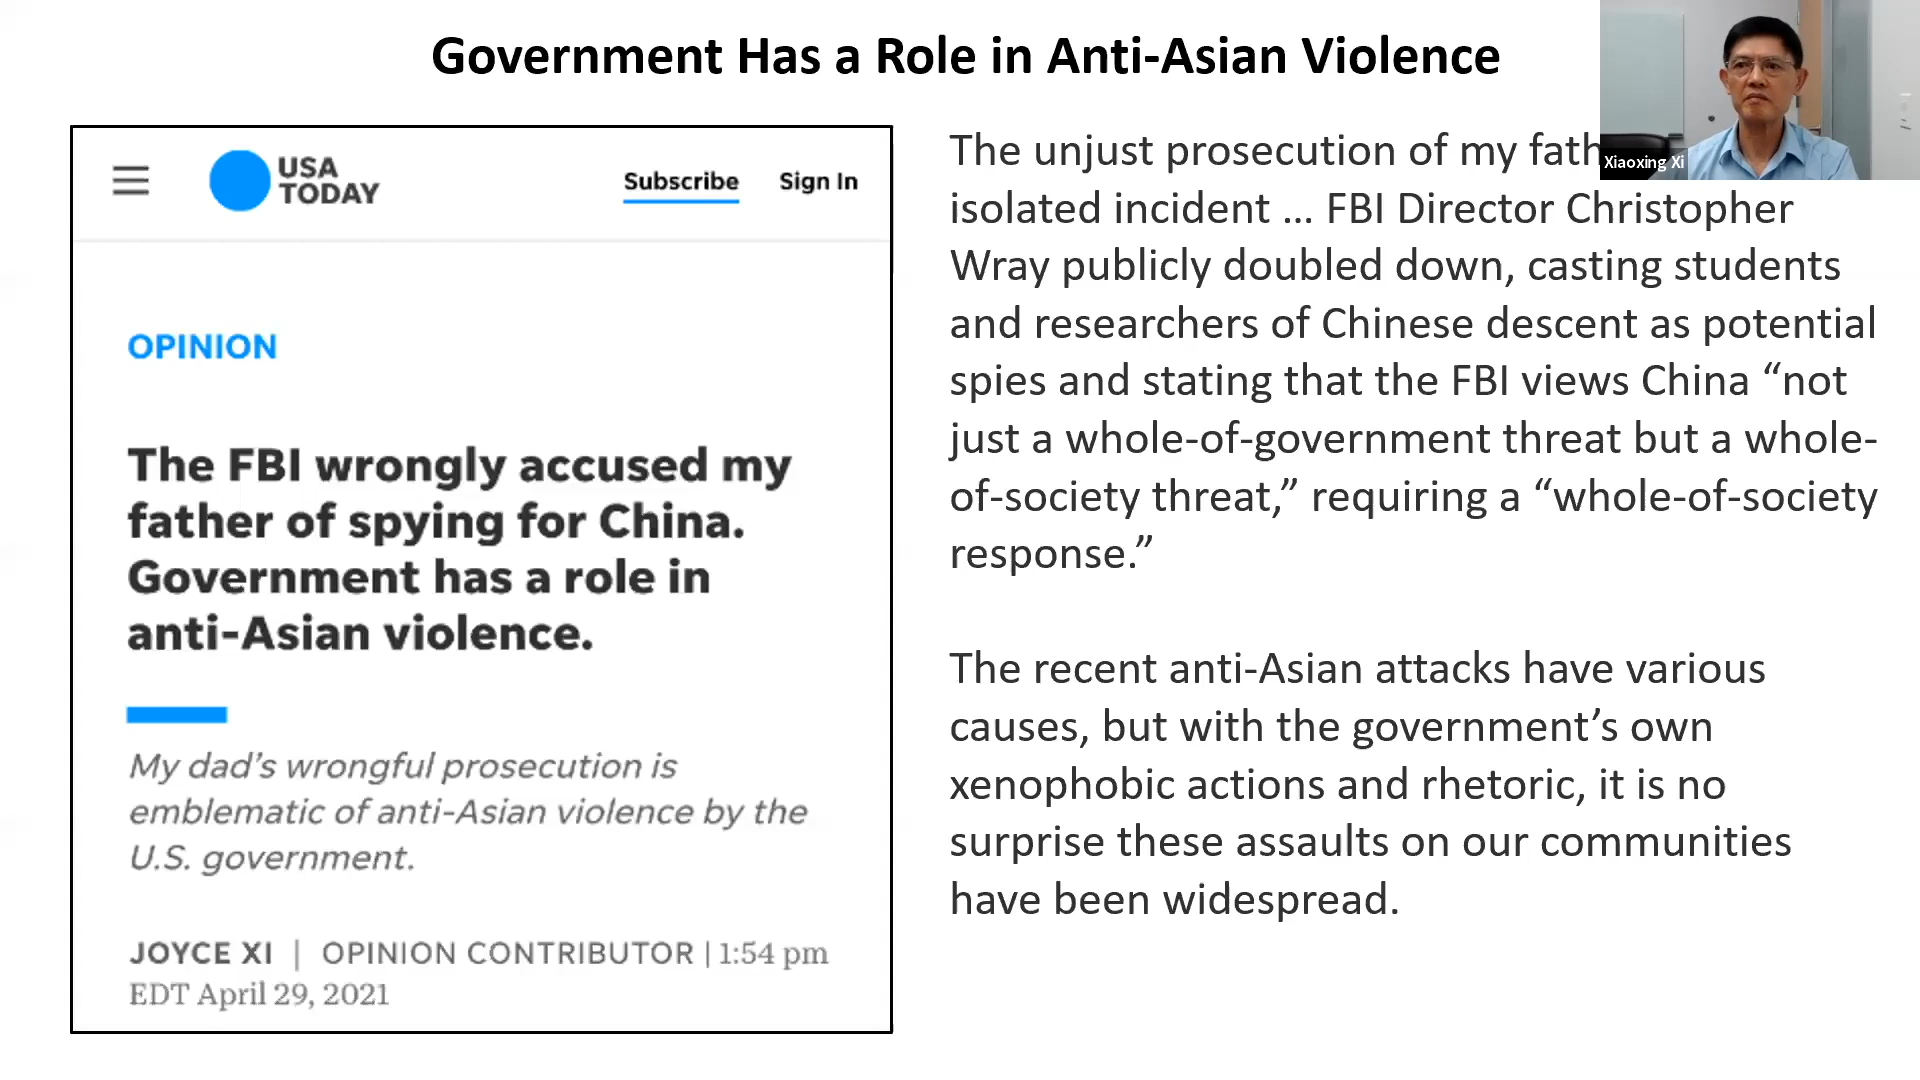 Government Has a Role in Anti-Asian Violence
USA
TODAY
Subscribe Sign In
OPINION
The FBI wrongly accused my
father of spying for China.
Government has a role in
anti-Asian violence.
My dad’s wrongful prosecution is
emblematic of anti-Asian violence by the
U.S. government.
JOYCE XI | OPINION CONTRIBUTOR | 1:54 pm
EDT April 29, 2021
The unjust prosecution of my fath
isolated incident ... FBI Director Christopher
Wray publicly doubled down, casting students
and researchers of Chinese descent as potential
spies and stating that the FBI views China “not
just a whole-of-government threat but a whole-
of-society threat,” requiring a “whole-of-society
response.”
The recent anti-Asian attacks have various
causes, but with the government’s own
xenophobic actions and rhetoric, it is no
surprise these assaults on our communities
have been widespread.
Xiaoxing Xi